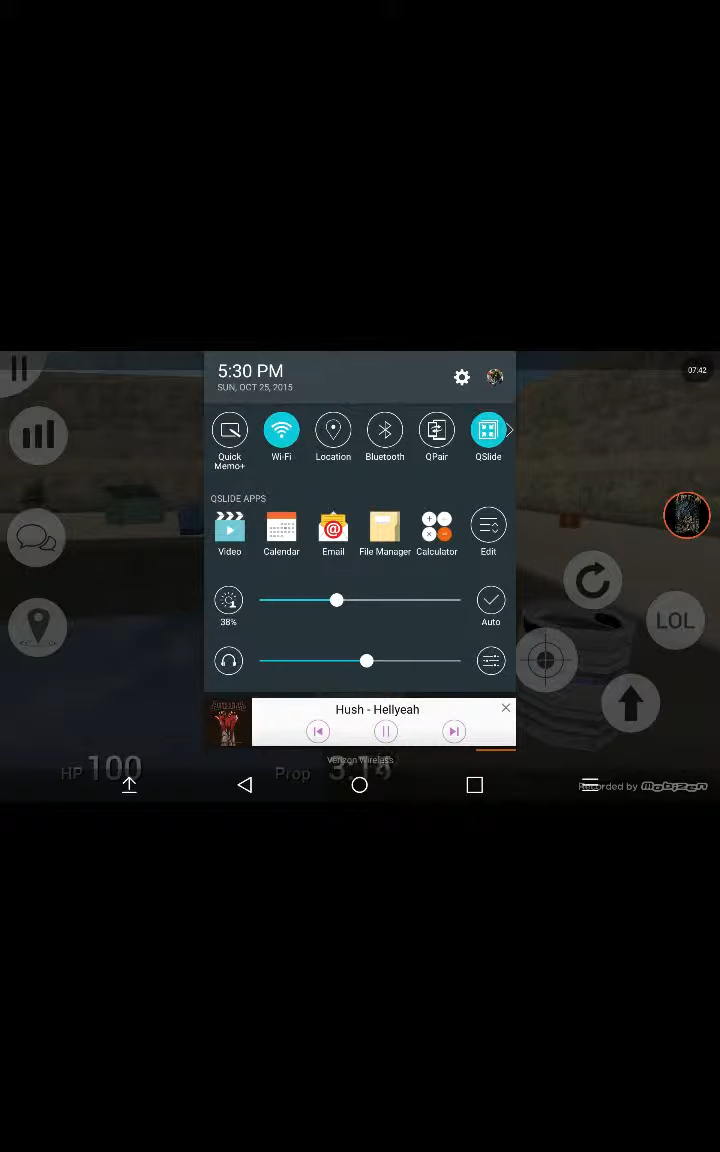 5:30 PM
SUN, OCT 25, 2015
07:42
Quick Memo+
Wi-Fi
Location
Bluetooth
QPair
QSlide
QSLIDE APPS
Video
Calendar
Email
File Manager
Calculator
Edit
38%
Auto
LOL
Hush - Hellyeah
Verizon Wireless
HP 100
Prop
Recorded by Mobizen